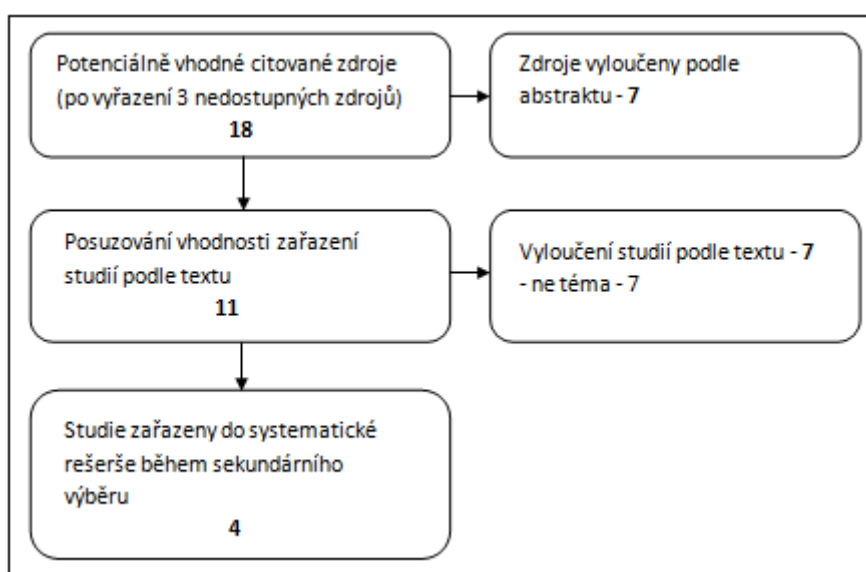 Potenciálně vhodné citované zdroje
(po vyřazení 3 nedostupných zdrojů)
18
Zdroje vyloučeny podle
abstraktu - 7
Posuzování vhodnosti zařazení
studií podle textu
11
Vyloučení studií podle textu - 7
- ne téma - 7
Studie zařazeny do systematické
rešerše během sekundárního
výběru
4